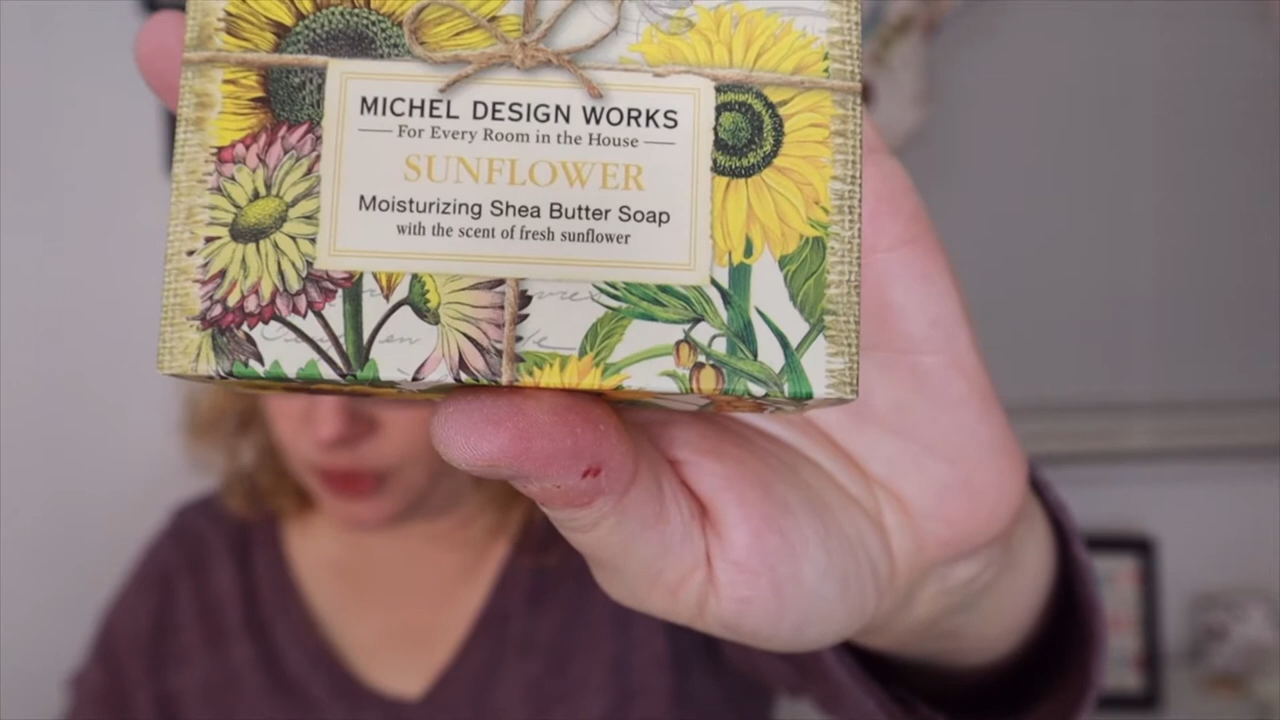 MICHEL DESIGN WORKS
For Every Room in the House
SUNFLOWER
Moisturizing Shea Butter Soap
with the scent of fresh sunflower